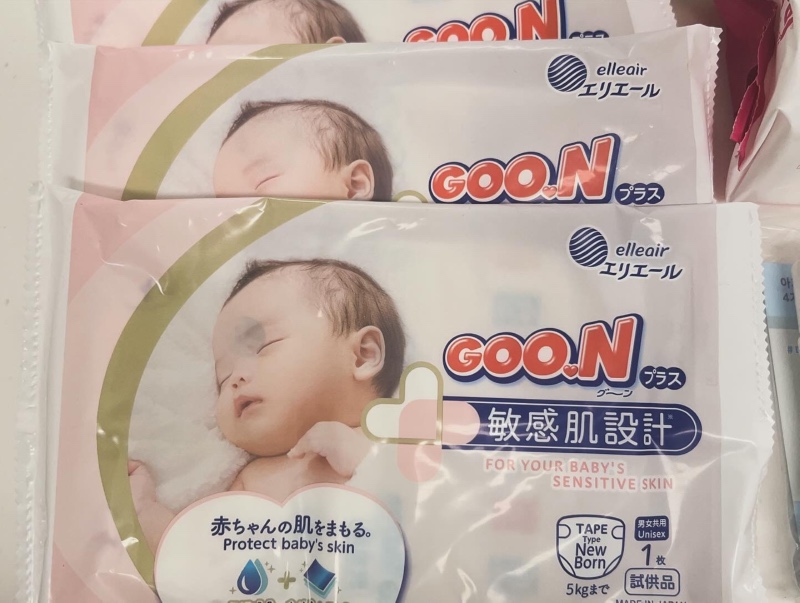 GOO.N
elleair
エリエール
GOO.N
プラス
elleair
エリエール
GOO.N
グ〜ン
プラス
敏感肌設計※
FOR YOUR BABY'S
SENSITIVE SKIN
赤ちゃんの肌をまもる。
Protect baby's skin
+
TAPE
Type
New
Born
5kgまで
男女共用
Unisex
1枚
試供品
MADE IN JAPAN